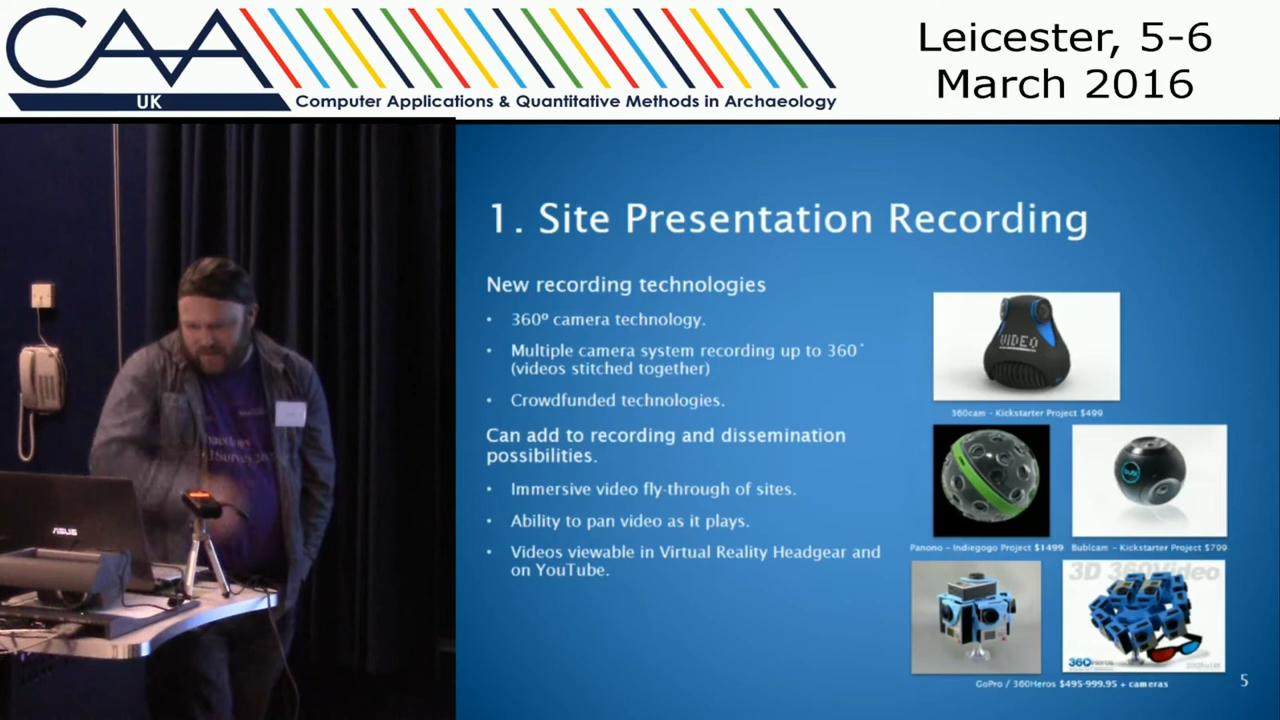 CAA
UK
Computer Applications & Quantitative Methods in Archaeology
Leicester, 5-6
March 2016
1. Site Presentation Recording
New recording technologies
• 360º camera technology.
• Multiple camera system recording up to 360˚
(videos stitched together)
• Crowdfunded technologies.
Can add to recording and dissemination
possibilities.
• Immersive video fly-through of sites.
• Ability to pan video as it plays.
• Videos viewable in Virtual Reality Headgear and
on YouTube.
VIDEO
360cam - Kickstarter Project $499
Panono - Indiegogo Project $1499
bubl
Bublcam - Kickstarter Project $799
3D 360Video
360Heros
GoPro / 360Heros $495-999.95 + cameras
5
ASUS